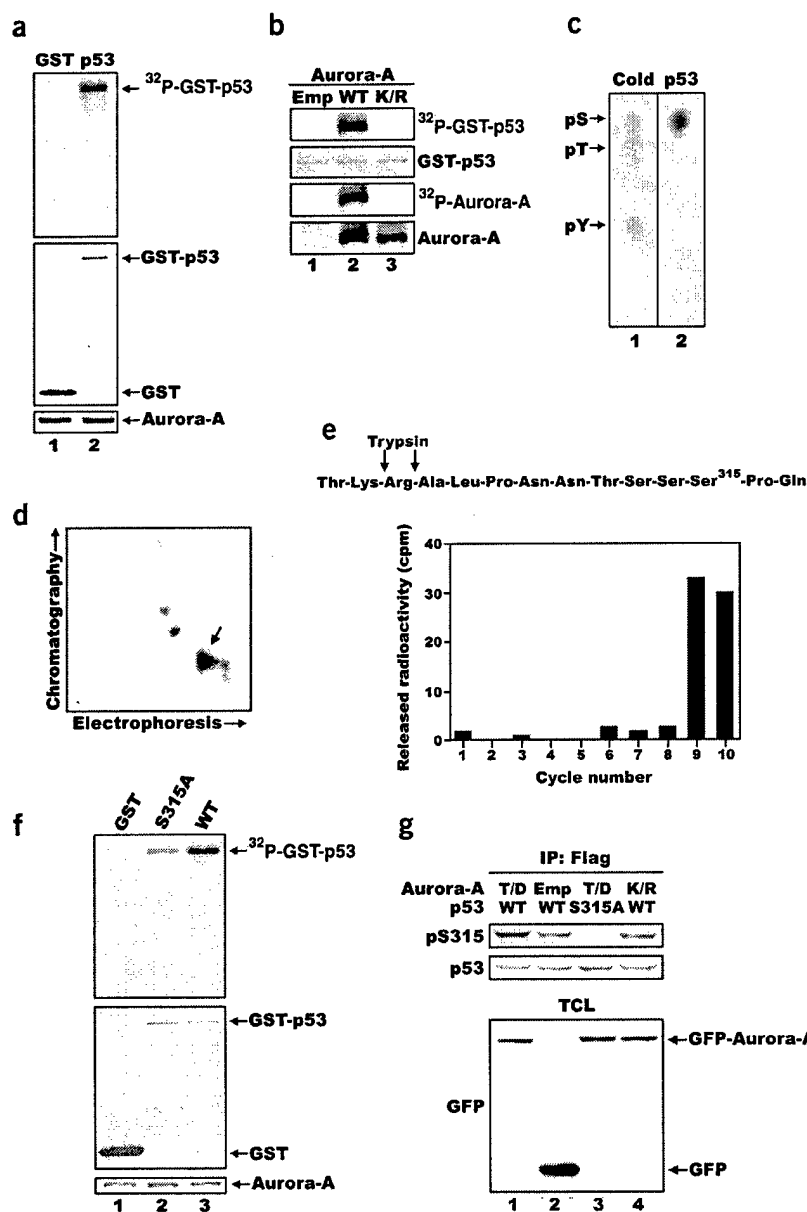 a
GST p53
32P-GST-p53
GST-p53
GST
Aurora-A
1 2
b
Aurora-A
Emp WT K/R
32P-GST-p53
GST-p53
32P-Aurora-A
Aurora-A
1 2 3
c
Cold p53
pS
pT
pY
1 2
d
Chromatography
Electrophoresis
e
Trypsin
Thr-Lys-Arg-Ala-Leu-Pro-Asn-Asn-Thr-Ser-Ser-Ser315-Pro-Gln
Released radioactivity (cpm)
40
30
20
10
0
1 2 3 4 5 6 7 8 9 10
Cycle number
f
GST S315A WT
32P-GST-p53
GST-p53
GST
Aurora-A
1 2 3
g
IP: Flag
Aurora-A T/D Emp T/D K/R
p53 WT WT S315A WT
pS315
p53
TCL
GFP-Aurora-A
GFP
GFP
1 2 3 4